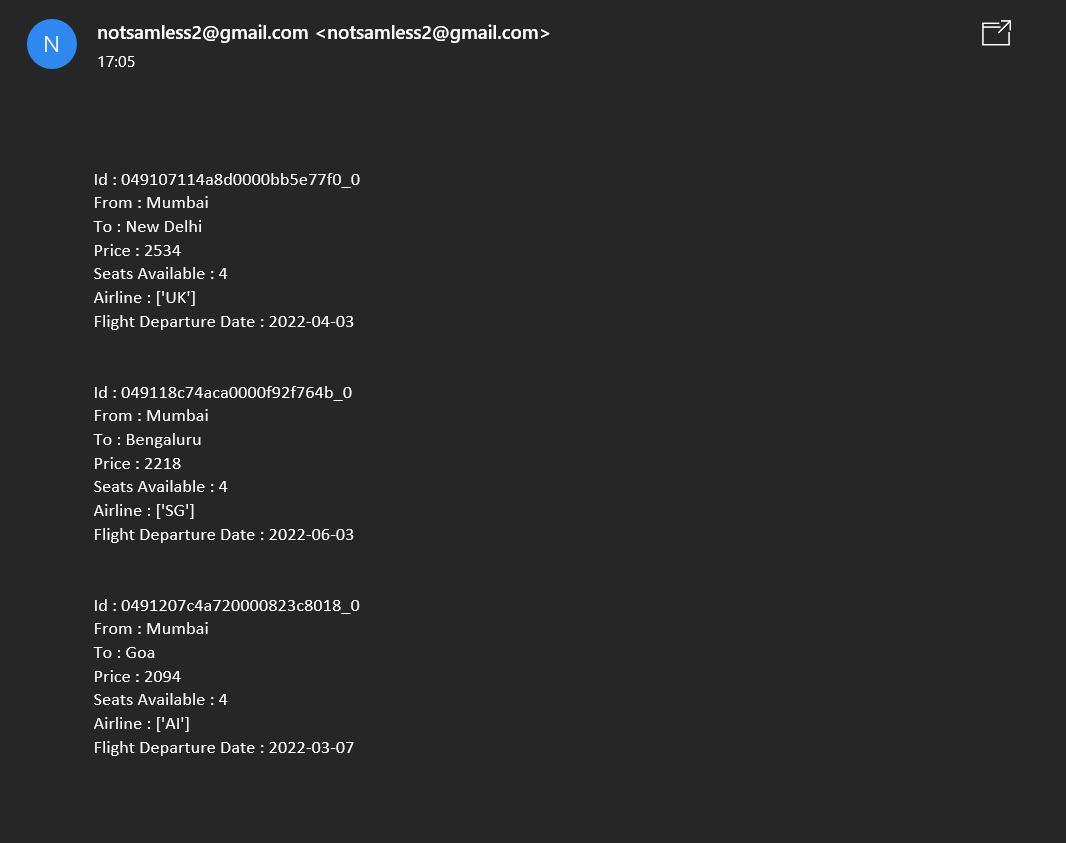 N
notsamless2@gmail.com <notsamless2@gmail.com>
17:05
Id : 049107114a8d0000bb5e77f0_0
From : Mumbai
To : New Delhi
Price : 2534
Seats Available : 4
Airline : ['UK']
Flight Departure Date : 2022-04-03
Id : 049118c74aca0000f92f764b_0
From : Mumbai
To : Bengaluru
Price : 2218
Seats Available : 4
Airline : ['SG']
Flight Departure Date : 2022-06-03
Id : 0491207c4a720000823c8018_0
From : Mumbai
To : Goa
Price : 2094
Seats Available : 4
Airline : ['AI']
Flight Departure Date : 2022-03-07